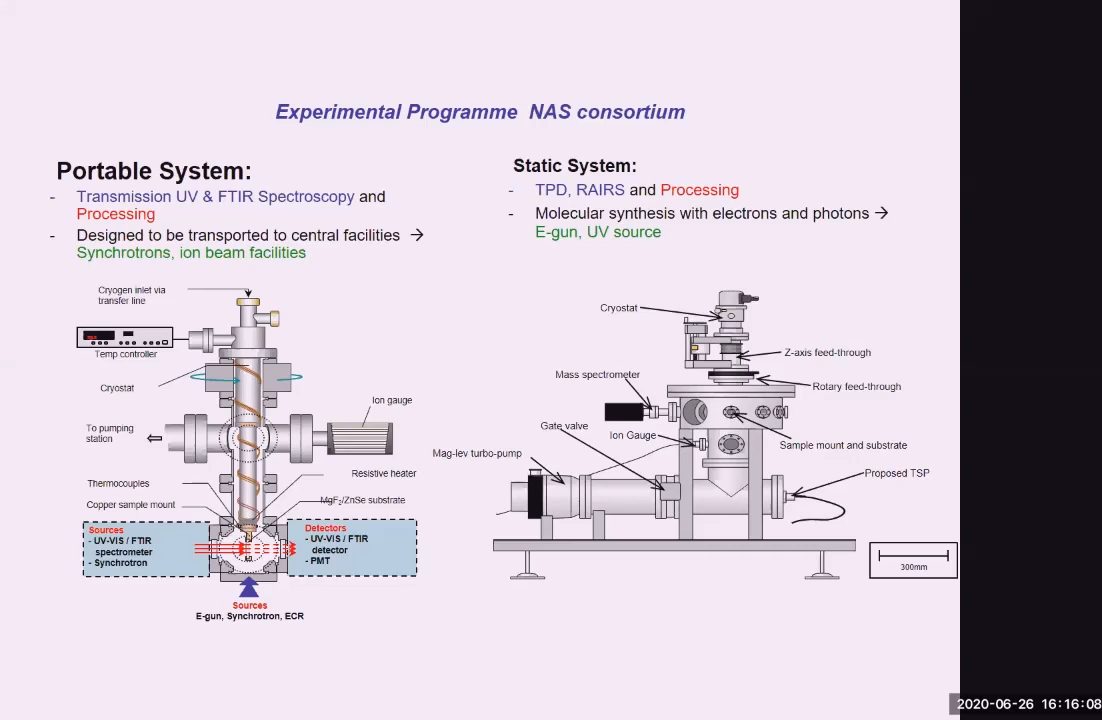 Experimental Programme NAS consortium
Portable System:
- Transmission UV & FTIR Spectroscopy and
Processing
- Designed to be transported to central facilities →
Synchrotrons, ion beam facilities
Cryogen inlet via
transfer line
Temp controller
Cryostat
Ion gauge
To pumping
station
Resistive heater
Thermocouples
MgF2/ZnSe substrate
Copper sample mount
Sources
- UV-VIS / FTIR
spectrometer
- Synchrotron
Detectors
- UV-VIS / FTIR
detector
- PMT
Sources
E-gun, Synchrotron, ECR
Static System:
- TPD, RAIRS and Processing
- Molecular synthesis with electrons and photons →
E-gun, UV source
Cryostat
Z-axis feed-through
Mass spectrometer
Rotary feed-through
Gate valve
Ion Gauge
Sample mount and substrate
Mag-lev turbo-pump
Proposed TSP
300mm
2020-06-26 16:16:08